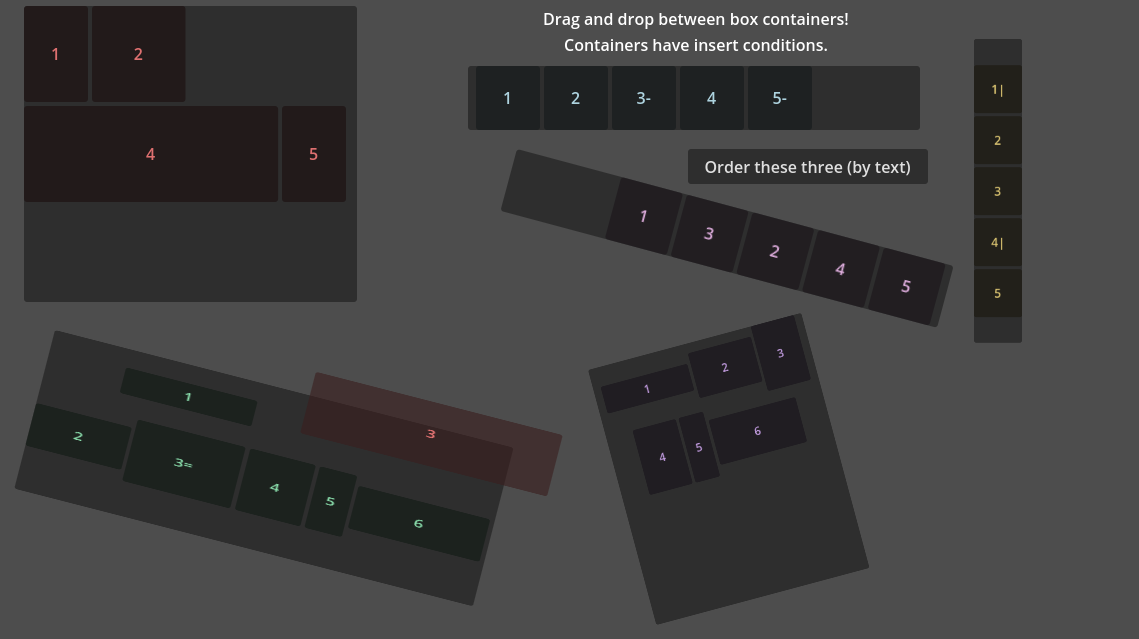 Drag and drop between box containers!
Containers have insert conditions.
1 2
4 5
1 2 3- 4 5-
Order these three (by text)
1 3 2 4 5
1|
2
3
4|
5
1
2 3= 4 5 6
3
1 2 3
4 5 6